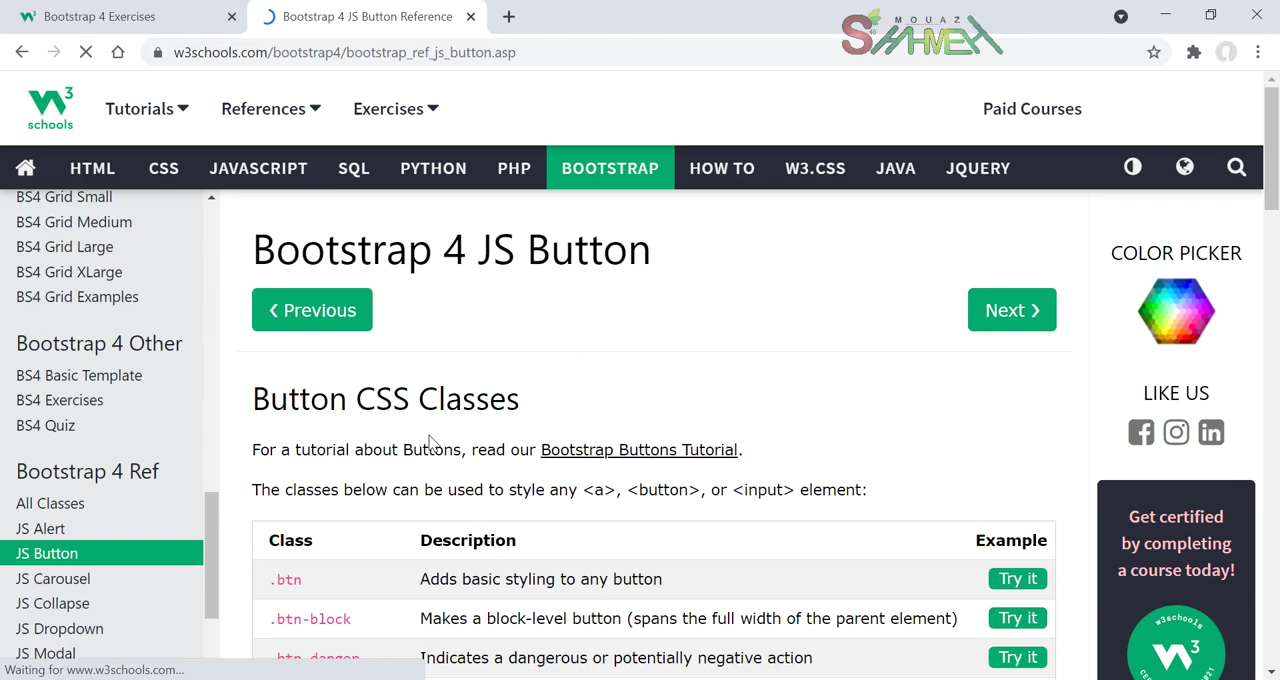 Bootstrap 4 Exercises
Bootstrap 4 JS Button Reference
w3schools.com/bootstrap4/bootstrap_ref_js_button.asp
MOUAZ
SHMEA
W3 schools
Tutorials References Exercises Paid Courses
HTML CSS JAVASCRIPT SQL PYTHON PHP BOOTSTRAP HOW TO W3.CSS JAVA JQUERY
BS4 Grid Small
BS4 Grid Medium
BS4 Grid Large
BS4 Grid XLarge
BS4 Grid Examples
Bootstrap 4 Other
BS4 Basic Template
BS4 Exercises
BS4 Quiz
Bootstrap 4 Ref
All Classes
JS Alert
JS Button
JS Carousel
JS Collapse
JS Dropdown
JS Modal
Waiting for www.w3schools.com...
Bootstrap 4 JS Button
❮ Previous
Next ❯
Button CSS Classes
For a tutorial about Buttons, read our Bootstrap Buttons Tutorial.
The classes below can be used to style any <a>, <button>, or <input> element:
Class Description Example
.btn Adds basic styling to any button Try it
.btn-block Makes a block-level button (spans the full width of the parent element) Try it
.btn-danger Indicates a dangerous or potentially negative action Try it
COLOR PICKER
LIKE US
Get certified
by completing
a course today!
w3schools
W3